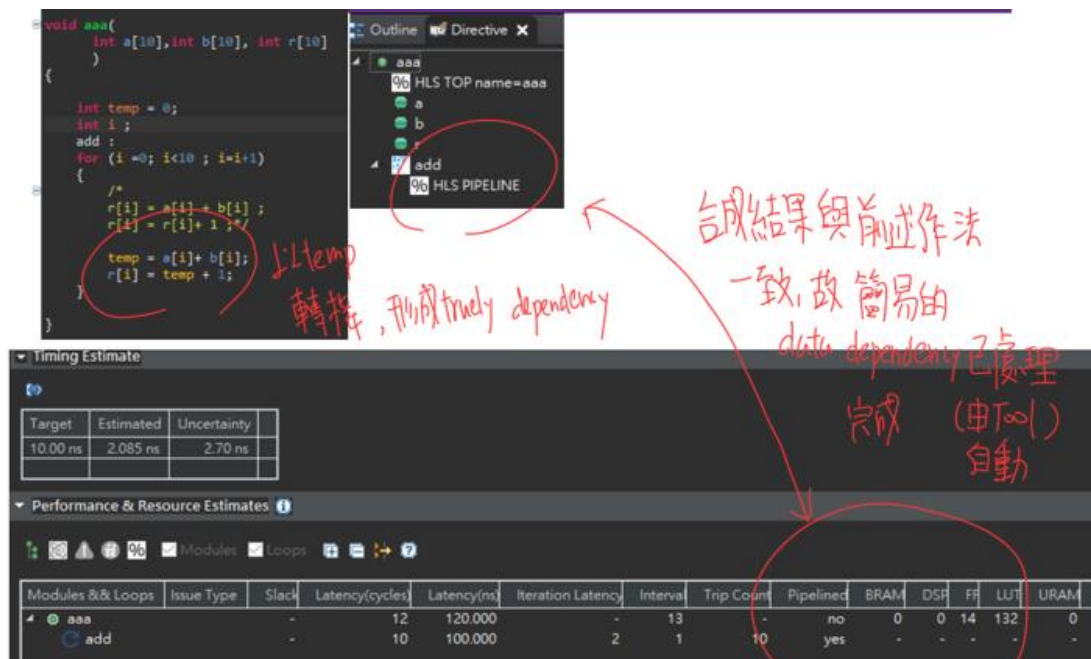 void aaa(
int a[10],int b[10], int r[10]
)
{
int temp = 0;
int i ;
add :
for (i =0; i<10 ; i=i+1)
{
/*
r[i] = a[i] + b[i] ;
r[i] = r[i]+ 1 ;*/
temp = a[i]+ b[i];
r[i] = temp + 1;
}
}
Outline Directive
aaa
% HLS TOP name=aaa
a
b
r
add
% HLS PIPELINE
以temp
轉接,形成truely dependency
合成結果與前述作法
一致,故簡易的
data dependency已處理
完成 (由Tool)
自動
Timing Estimate
Target Estimated Uncertainty
10.00 ns 2.085 ns 2.70 ns
Performance & Resource Estimates
% Modules Loops
Modules && Loops Issue Type Slack Latency(cycles) Latency(ns) Iteration Latency Interval Trip Count Pipelined BRAM DSP FF LUT URAM
aaa - 12 120.000 - 13 - no 0 0 14 132 0
add - 10 100.000 2 1 10 yes - - - - -